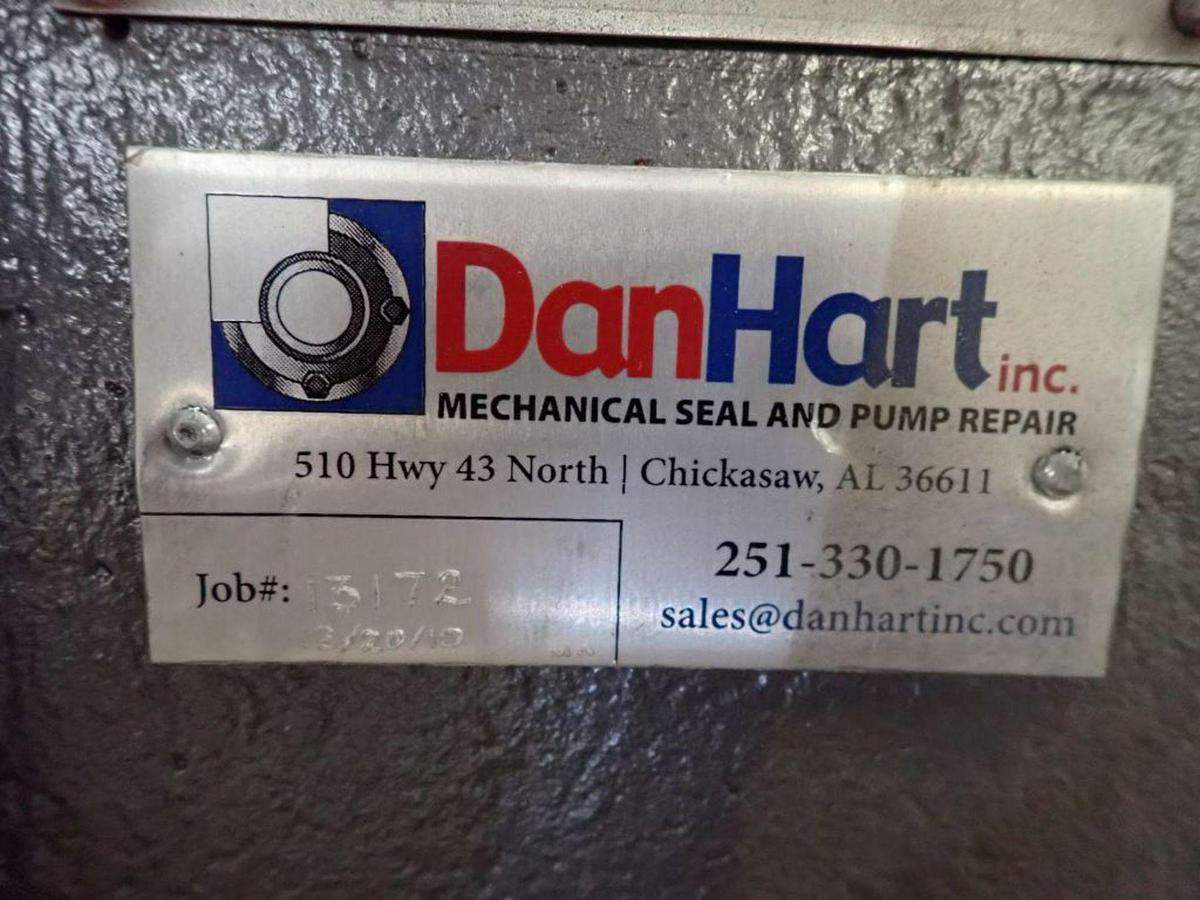 DanHart inc.
MECHANICAL SEAL AND PUMP REPAIR
510 Hwy 43 North | Chickasaw, AL 36611
Job#: 13172
251-330-1750
sales@danhartinc.com